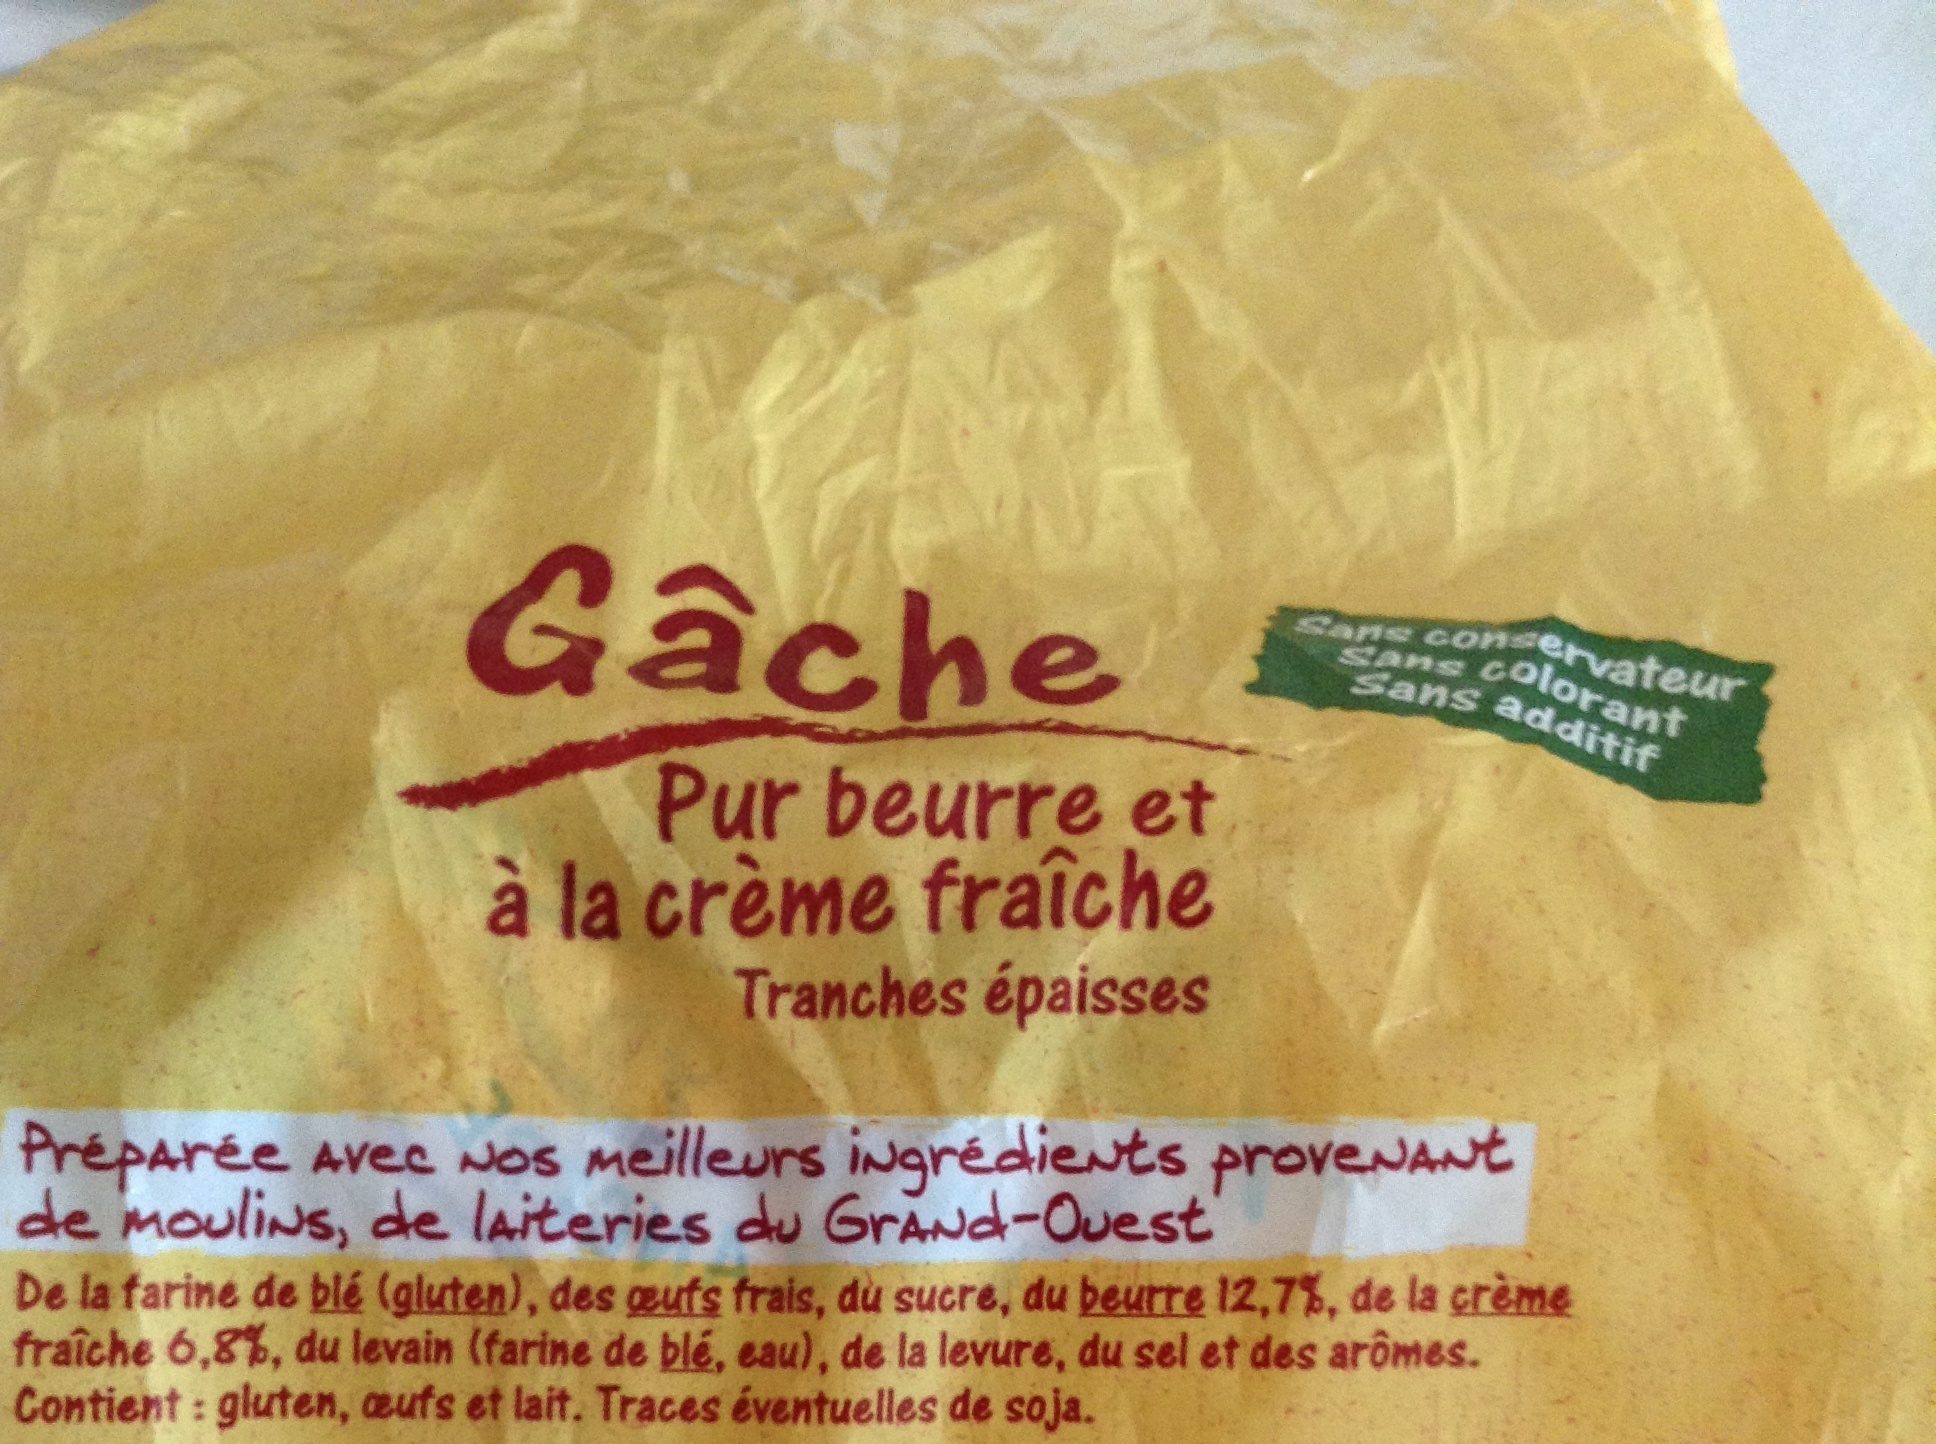 Gâche
Sans conservateur
Sans colorant
Sans additif
Pur beurre et
à la crème fraîche
Tranches épaisses
Préparée avec nos meilleurs ingrédients provenant
de moulins, de laiteries du Grand-Ouest
De la farine de blé (gluten), des œufs frais, du sucre, du beurre 12,7%, de la crème
fraîche 6,8%, du levain (farine de blé, eau), de la levure, du sel et des arômes.
Contient : gluten, œufs et lait. Traces éventuelles de soja.